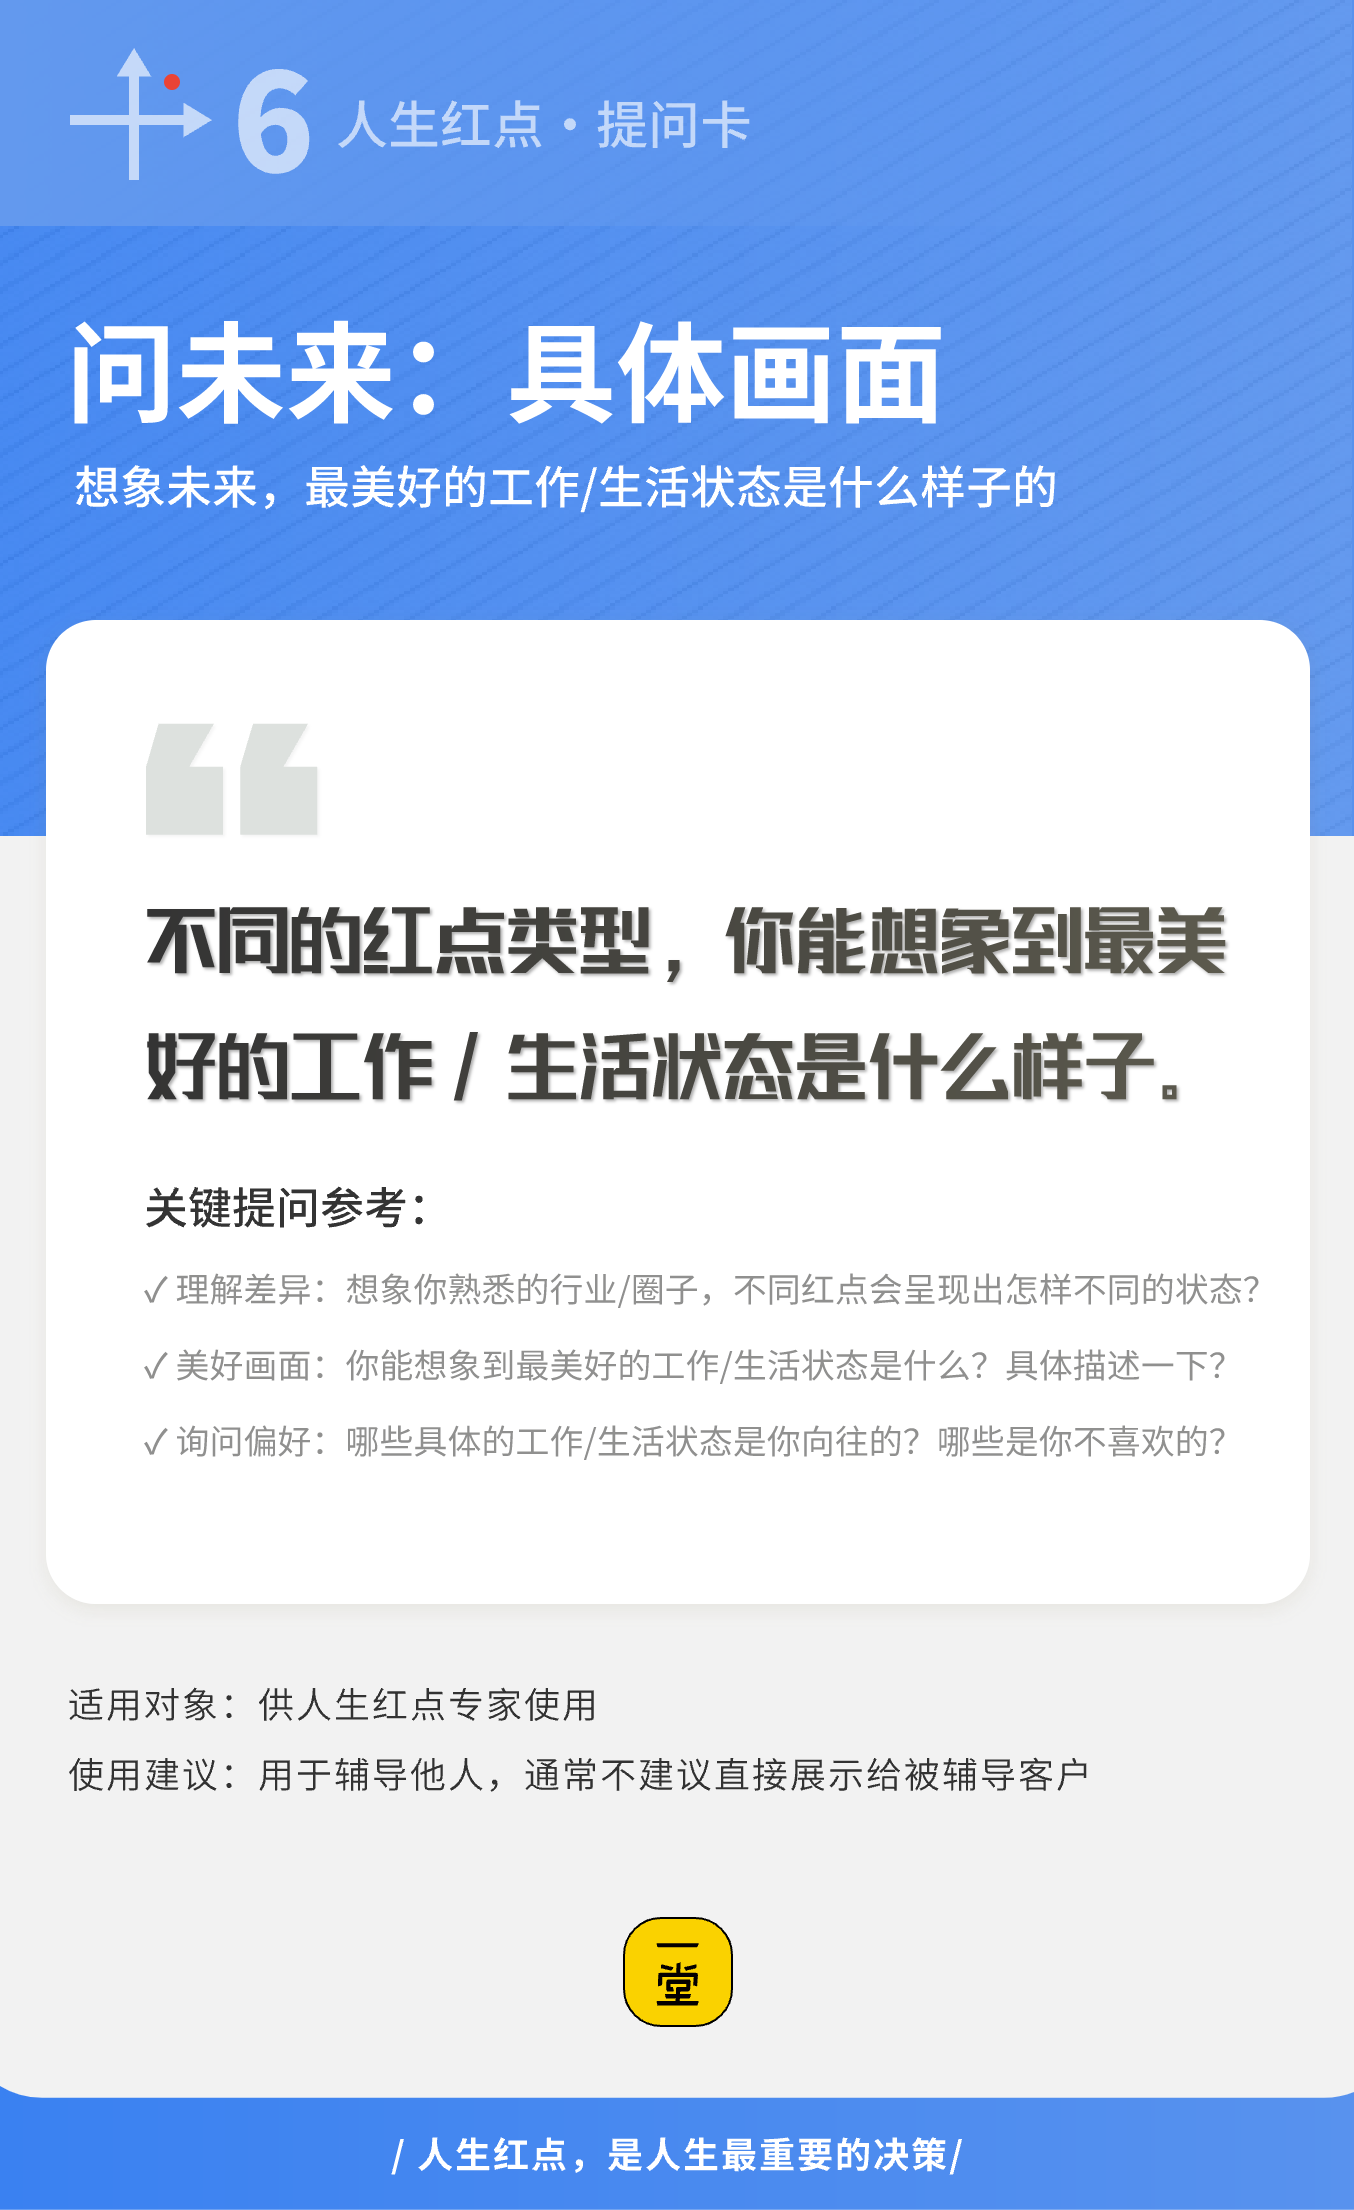 6 人生红点·提问卡
问未来：具体画面
想象未来，最美好的工作/生活状态是什么样子的
“
不同的红点类型，你能想象到最美
好的工作 / 生活状态是什么样子。
关键提问参考：
✓ 理解差异：想象你熟悉的行业/圈子，不同红点会呈现出怎样不同的状态？
✓ 美好画面：你能想象到最美好的工作/生活状态是什么？具体描述一下？
✓ 询问偏好：哪些具体的工作/生活状态是你向往的？哪些是你不喜欢的？
适用对象：供人生红点专家使用
使用建议：用于辅导他人，通常不建议直接展示给被辅导客户
一
堂
/ 人生红点，是人生最重要的决策/